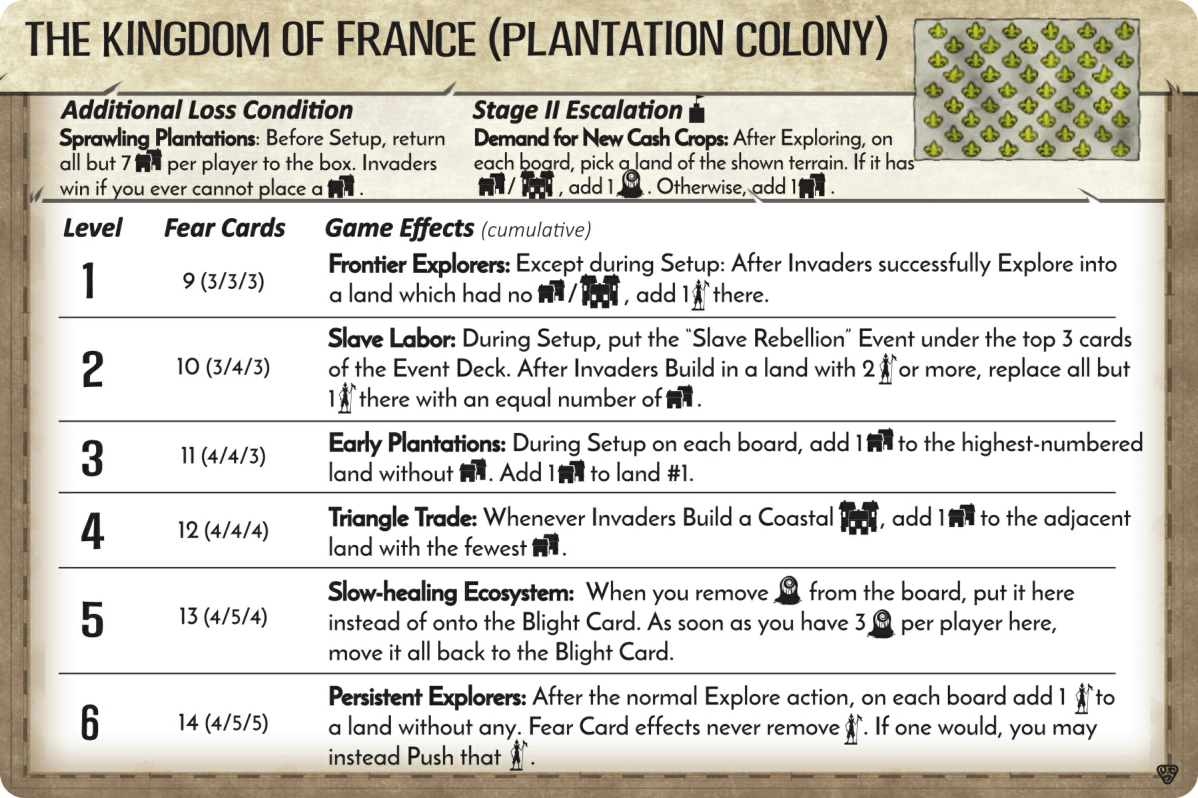 THE KINGDOM OF FRANCE (PLANTATION COLONY)
Additional Loss Condition
Sprawling Plantations: Before Setup, return
all but 7 per player to the box. Invaders
win if you ever cannot place a .
Stage II Escalation
Demand for New Cash Crops: After Exploring, on
each board, pick a land of the shown terrain. If it has
/ , add 1 . Otherwise, add 1 .
Level Fear Cards Game Effects (cumulative)
1 9 (3/3/3)
Frontier Explorers: Except during Setup: After Invaders successfully Explore into
a land which had no / , add 1 there.
2 10 (3/4/3)
Slave Labor: During Setup, put the “Slave Rebellion” Event under the top 3 cards
of the Event Deck. After Invaders Build in a land with 2 or more, replace all but
1 there with an equal number of .
3 11 (4/4/3)
Early Plantations: During Setup on each board, add 1 to the highest-numbered
land without . Add 1 to land #1.
4 12 (4/4/4)
Triangle Trade: Whenever Invaders Build a Coastal , add 1 to the adjacent
land with the fewest .
5 13 (4/5/4)
Slow-healing Ecosystem: When you remove from the board, put it here
instead of onto the Blight Card. As soon as you have 3 per player here,
move it all back to the Blight Card.
6 14 (4/5/5)
Persistent Explorers: After the normal Explore action, on each board add 1 to
a land without any. Fear Card effects never remove . If one would, you may
instead Push that .